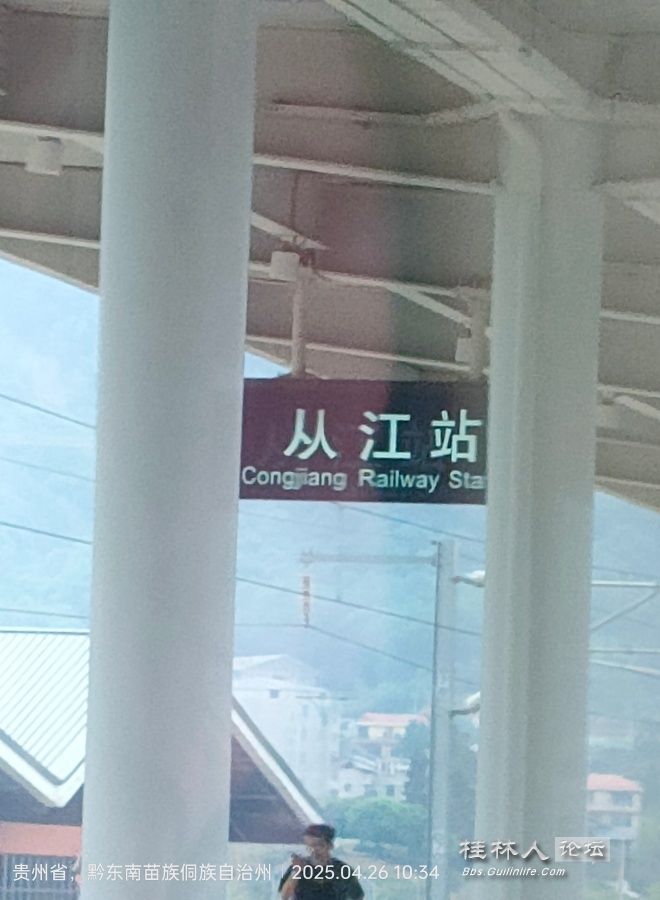 从江站
Congjiang Railway Sta
贵州省，黔东南苗族侗族自治州 | 2025.04.26 10:34
桂林人论坛
Bbs.Guilinlife.Com